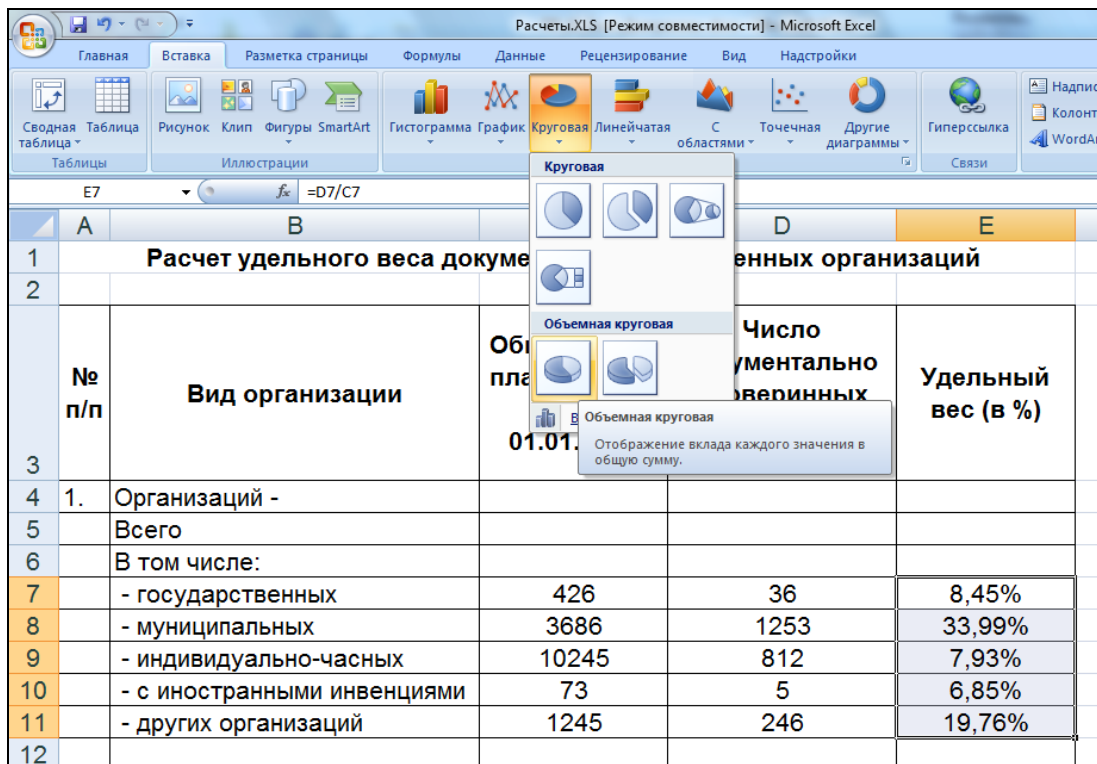 Расчеты.XLS [Режим совместимости] - Microsoft Excel
Главная Вставка Разметка страницы Формулы Данные Рецензирование Вид Надстройки
Сводная таблица Таблица Рисунок Клип Фигуры SmartArt Гистограмма График Круговая Линейчатая С областями Точечная Другие диаграммы Гиперссылка
Надпис
Колонт
WordAr
Таблицы Иллюстрации Связи
E7 fx =D7/C7
Круговая
Объемная круговая
В
Объемная круговая
Отображение вклада каждого значения в
общую сумму.
A B D E
1 Расчет удельного веса докуме енных организаций
2
3 № п/п Вид организации Об пла 01.01. Число ументально оверинных Удельный вес (в %)
4 1. Организаций -
5 Всего
6 В том числе:
7 - государственных 426 36 8,45%
8 - муниципальных 3686 1253 33,99%
9 - индивидуально-часных 10245 812 7,93%
10 - с иностранными инвенциями 73 5 6,85%
11 - других организаций 1245 246 19,76%
12